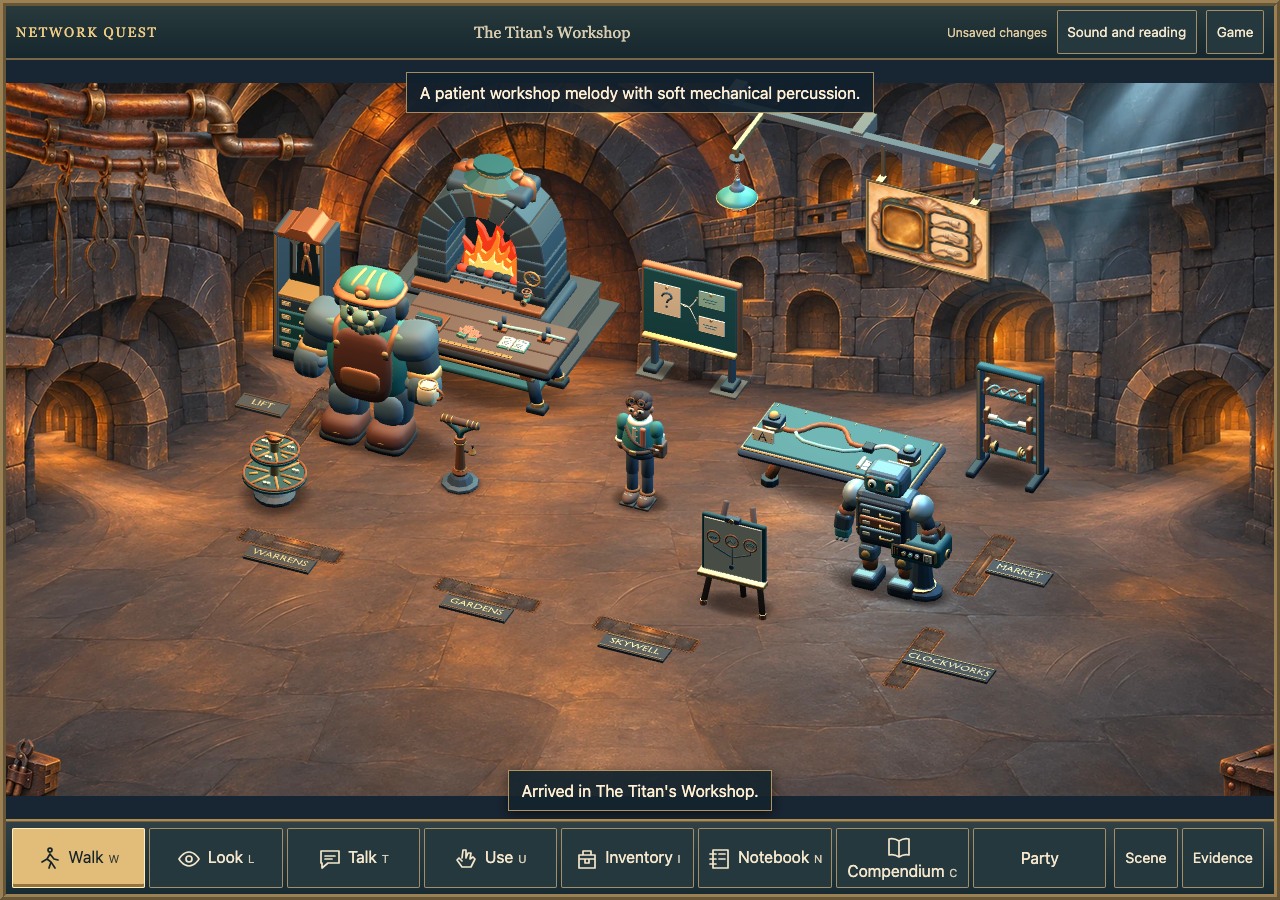 NETWORK QUEST
The Titan's Workshop
Unsaved changes
Sound and reading
Game
A patient workshop melody with soft mechanical percussion.
?
LIFT
A
WARRENS
GARDENS
SKYWELL
MARKET
CLOCKWORKS
Arrived in The Titan's Workshop.
Walk W
Look L
Talk T
Use U
Inventory I
Notebook N
Compendium C
Party
Scene
Evidence